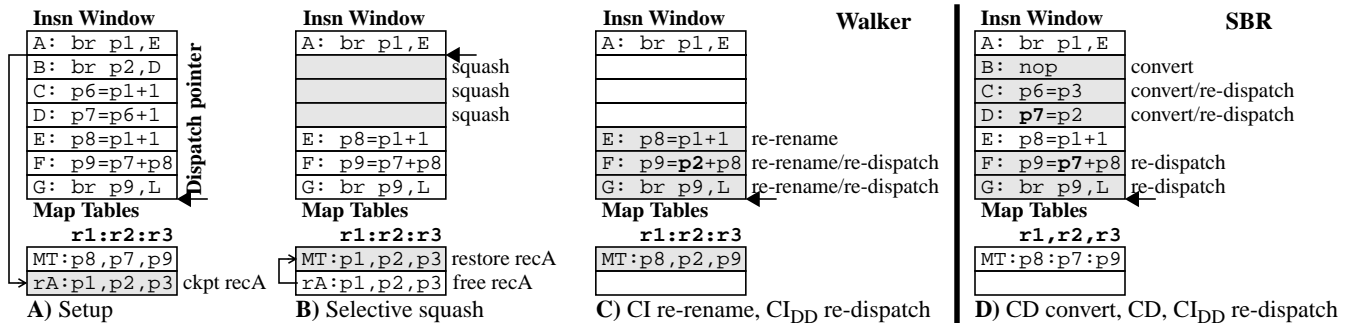 Insn Window
A: br p1,E
B: br p2,D
C: p6=p1+1
D: p7=p6+1
E: p8=p1+1
F: p9=p7+p8
G: br p9,L
Dispatch pointer
Map Tables
r1:r2:r3
MT:p8,p7,p9
rA:p1,p2,p3 ckpt recA
A) Setup
Insn Window
A: br p1,E
squash
squash
squash
E: p8=p1+1
F: p9=p7+p8
G: br p9,L
Map Tables
r1:r2:r3
MT:p1,p2,p3 restore recA
rA:p1,p2,p3 free recA
B) Selective squash
Insn Window
Walker
A: br p1,E
E: p8=p1+1 re-rename
F: p9=p2+p8 re-rename/re-dispatch
G: br p9,L re-rename/re-dispatch
Map Tables
r1:r2:r3
MT:p8,p2,p9
C) CI re-rename, CIDD re-dispatch
Insn Window
SBR
A: br p1,E
B: nop convert
C: p6=p3 convert/re-dispatch
D: p7=p2 convert/re-dispatch
E: p8=p1+1
F: p9=p7+p8 re-dispatch
G: br p9,L re-dispatch
Map Tables
r1,r2,r3
MT:p8:p7:p9
D) CD convert, CD, CIDD re-dispatch